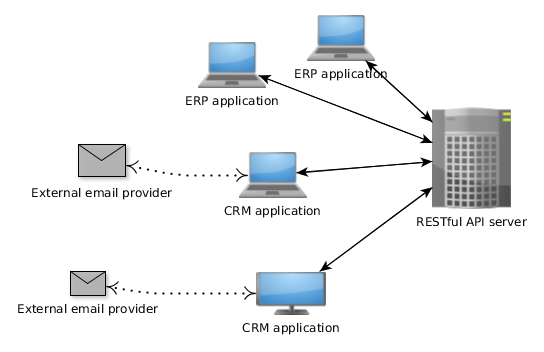 ERP application
ERP application
External email provider
CRM application
RESTful API server
External email provider
CRM application